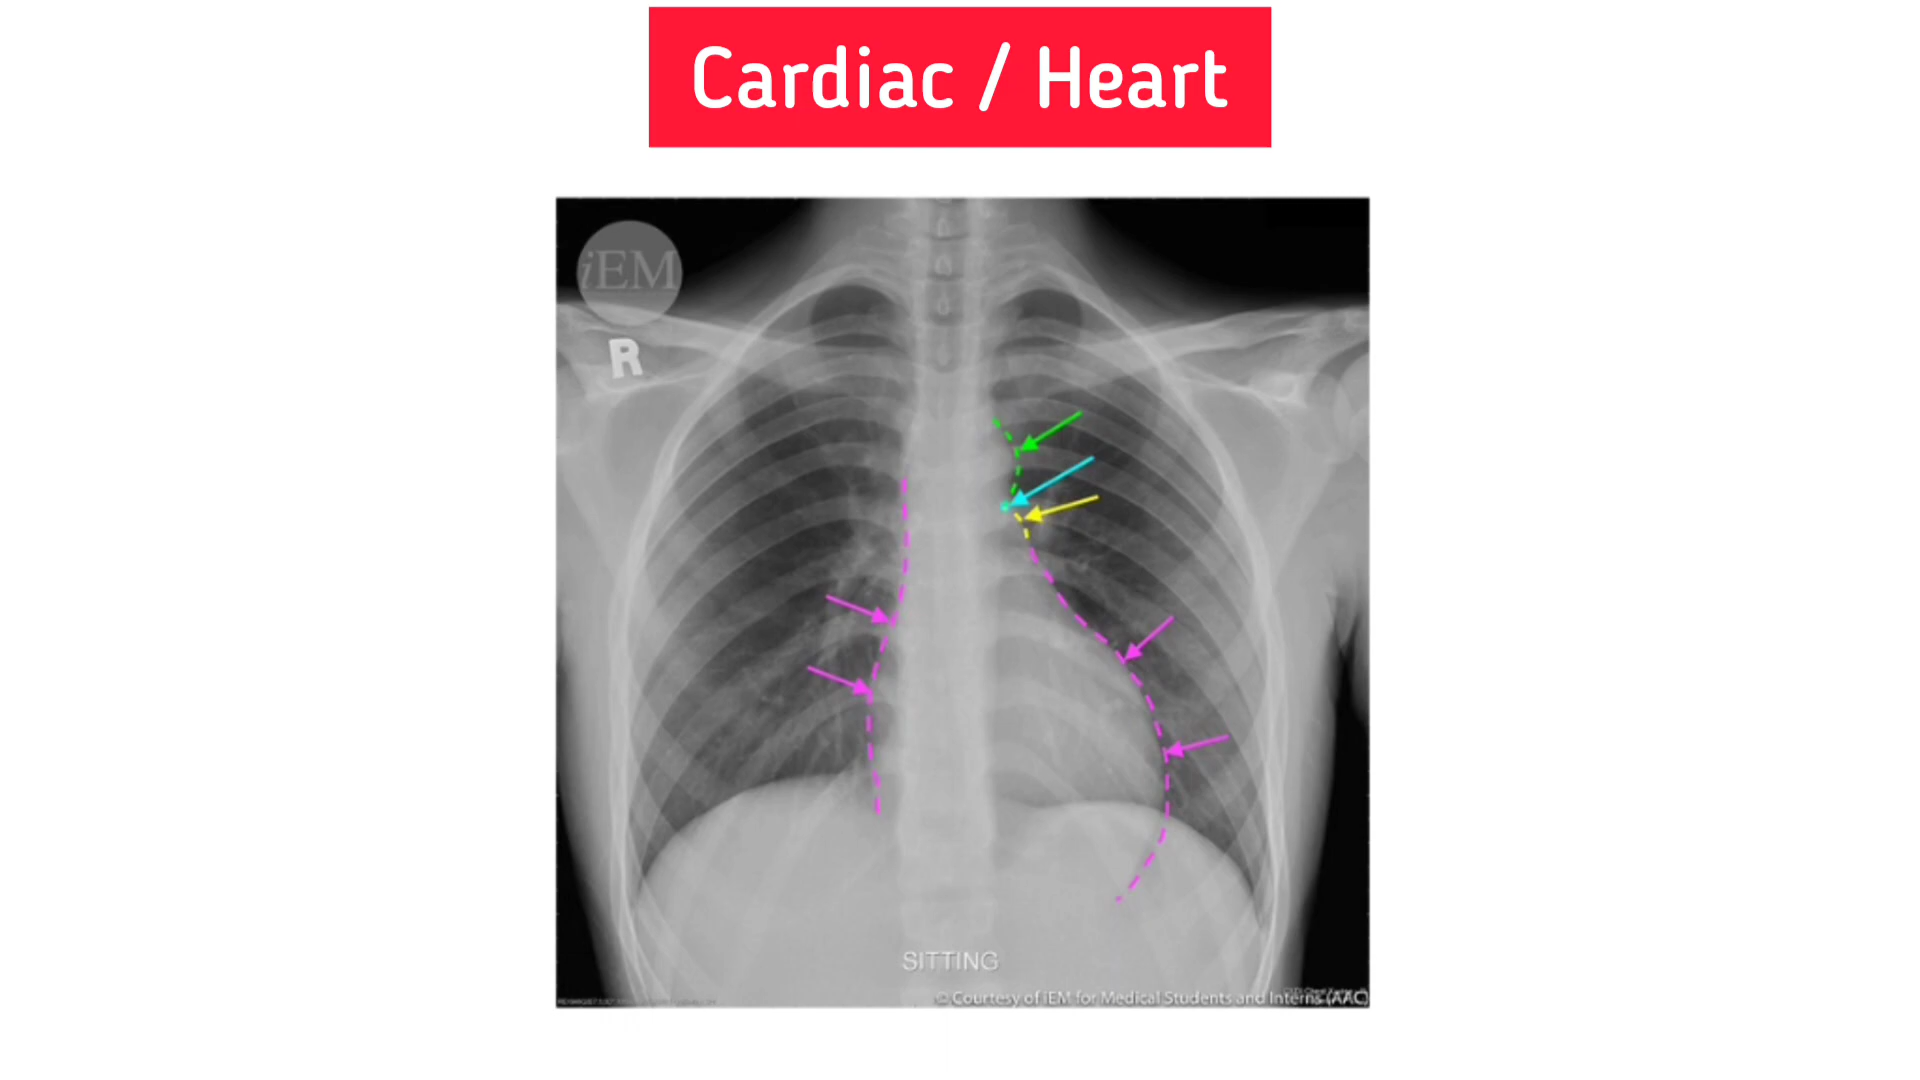 Cardiac / Heart
iEM
R
SITTING
© Courtesy of iEM for Medical Students and Interns (AAC)